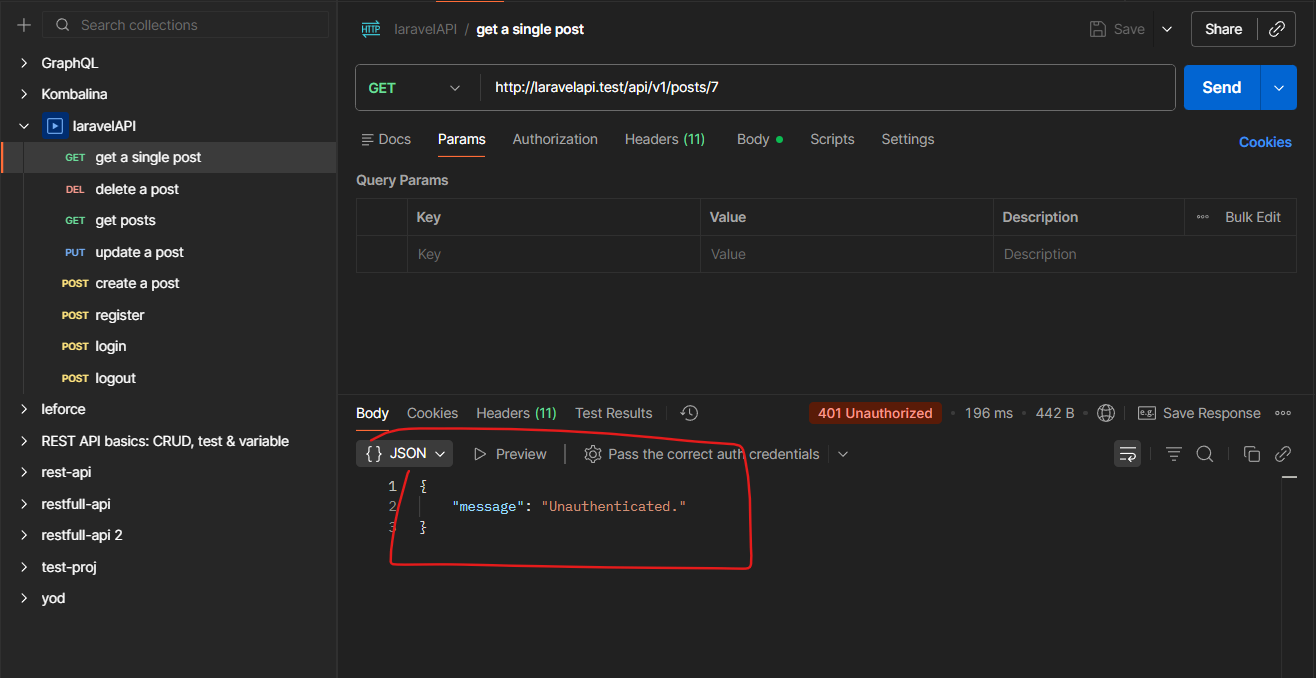 Search collections
GraphQL
Kombalina
laravelAPI
GET get a single post
DEL delete a post
GET get posts
PUT update a post
POST create a post
POST register
POST login
POST logout
leforce
REST API basics: CRUD, test & variable
rest-api
restfull-api
restfull-api 2
test-proj
yod
HTTP laravelAPI / get a single post
Save
Share
GET http://laravelapi.test/api/v1/posts/7
Send
Docs Params Authorization Headers (11) Body Scripts Settings
Cookies
Query Params
Key Value Description Bulk Edit
Key Value Description
Body Cookies Headers (11) Test Results
401 Unauthorized 196 ms 442 B e.g. Save Response
{} JSON Preview Pass the correct auth credentials
1 {
2 "message": "Unauthenticated."
3 }